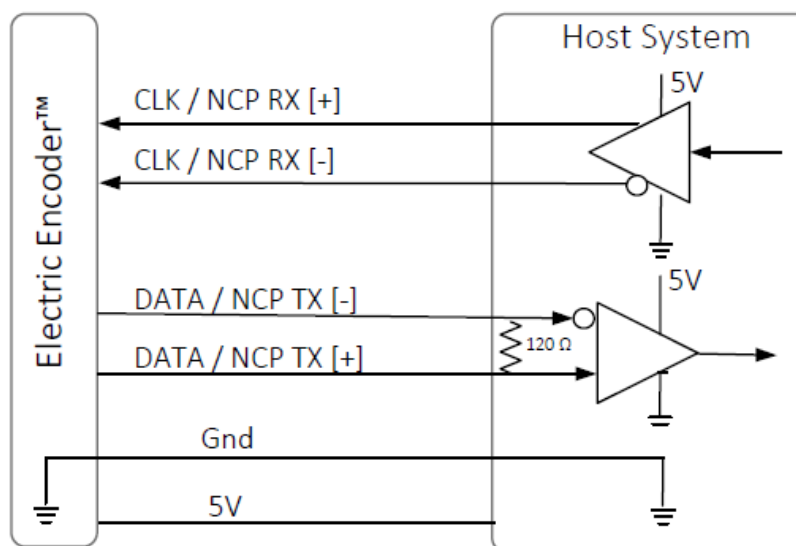 Host System
5V
CLK / NCP RX [+]
CLK / NCP RX [-]
Electric Encoder™
5V
DATA / NCP TX [-]
120 Ω
DATA / NCP TX [+]
Gnd
5V